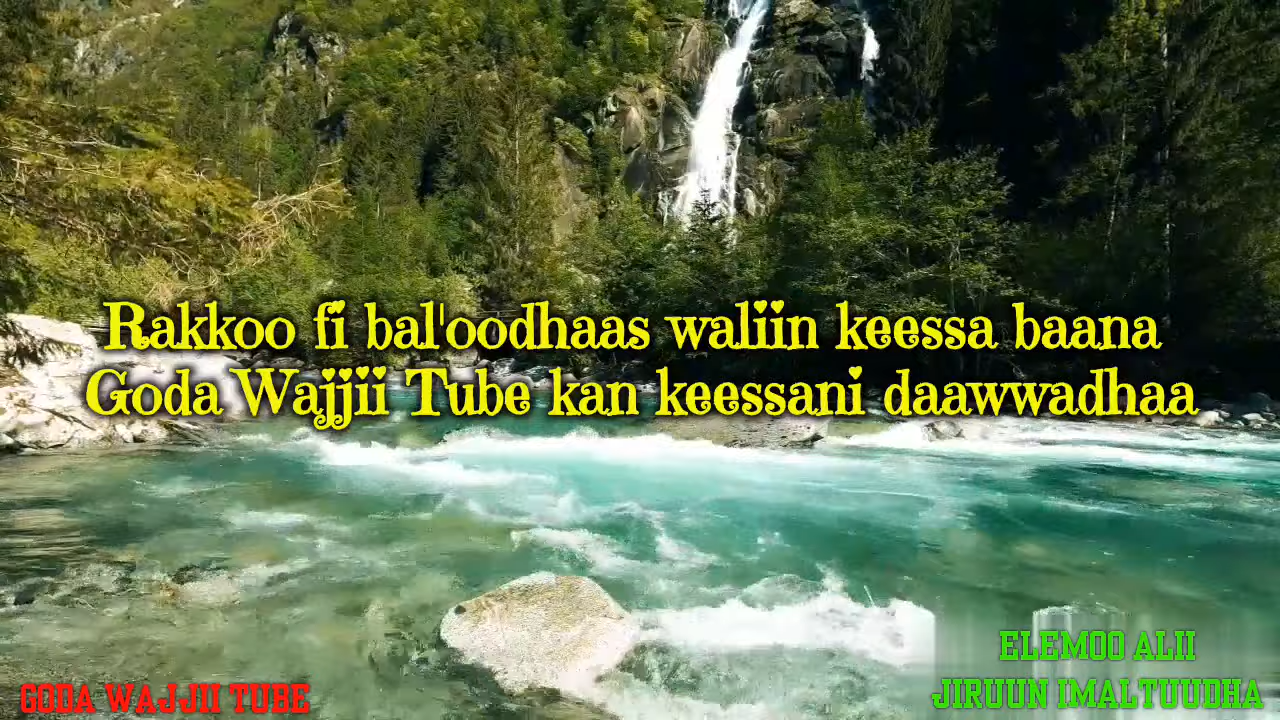 Rakkoo fi bal'oodhaas waliin keessa baana
Goda Wajjii Tube kan keessani daawwadhaa
ELEMOO ALII
JIRUUN IMALTUUDHA
GODA WAJJII TUBE